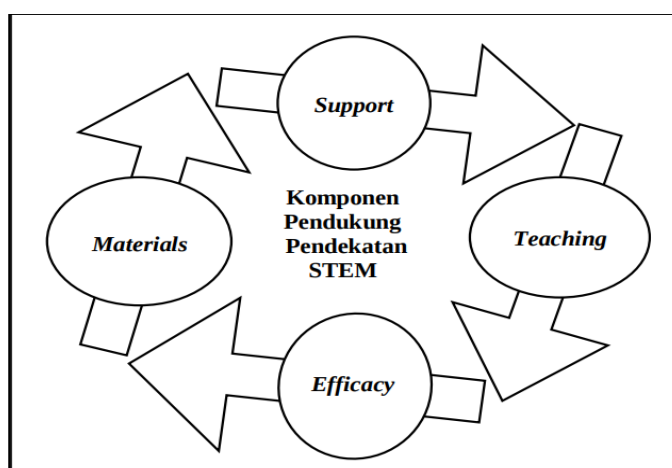 Support
Komponen
Pendukung
Pendekatan
STEM
Materials
Teaching
Efficacy